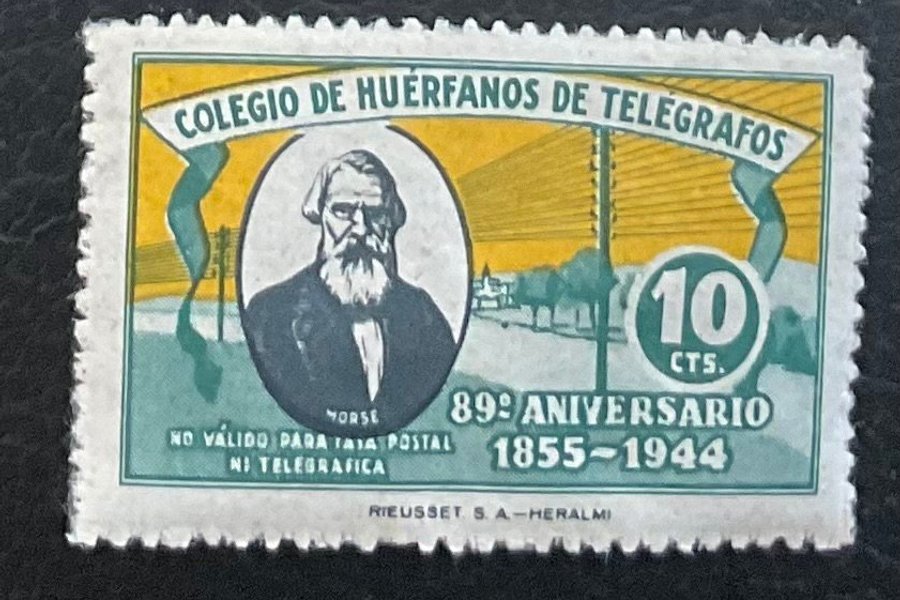 COLEGIO DE HUÉRFANOS DE TELÉGRAFOS
10
CTS.
MORSE
89º ANIVERSARIO
1855-1944
NO VÁLIDO PARA TASA POSTAL
NI TELEGRAFICA
RIEUSSET. S. A.-HERALMI